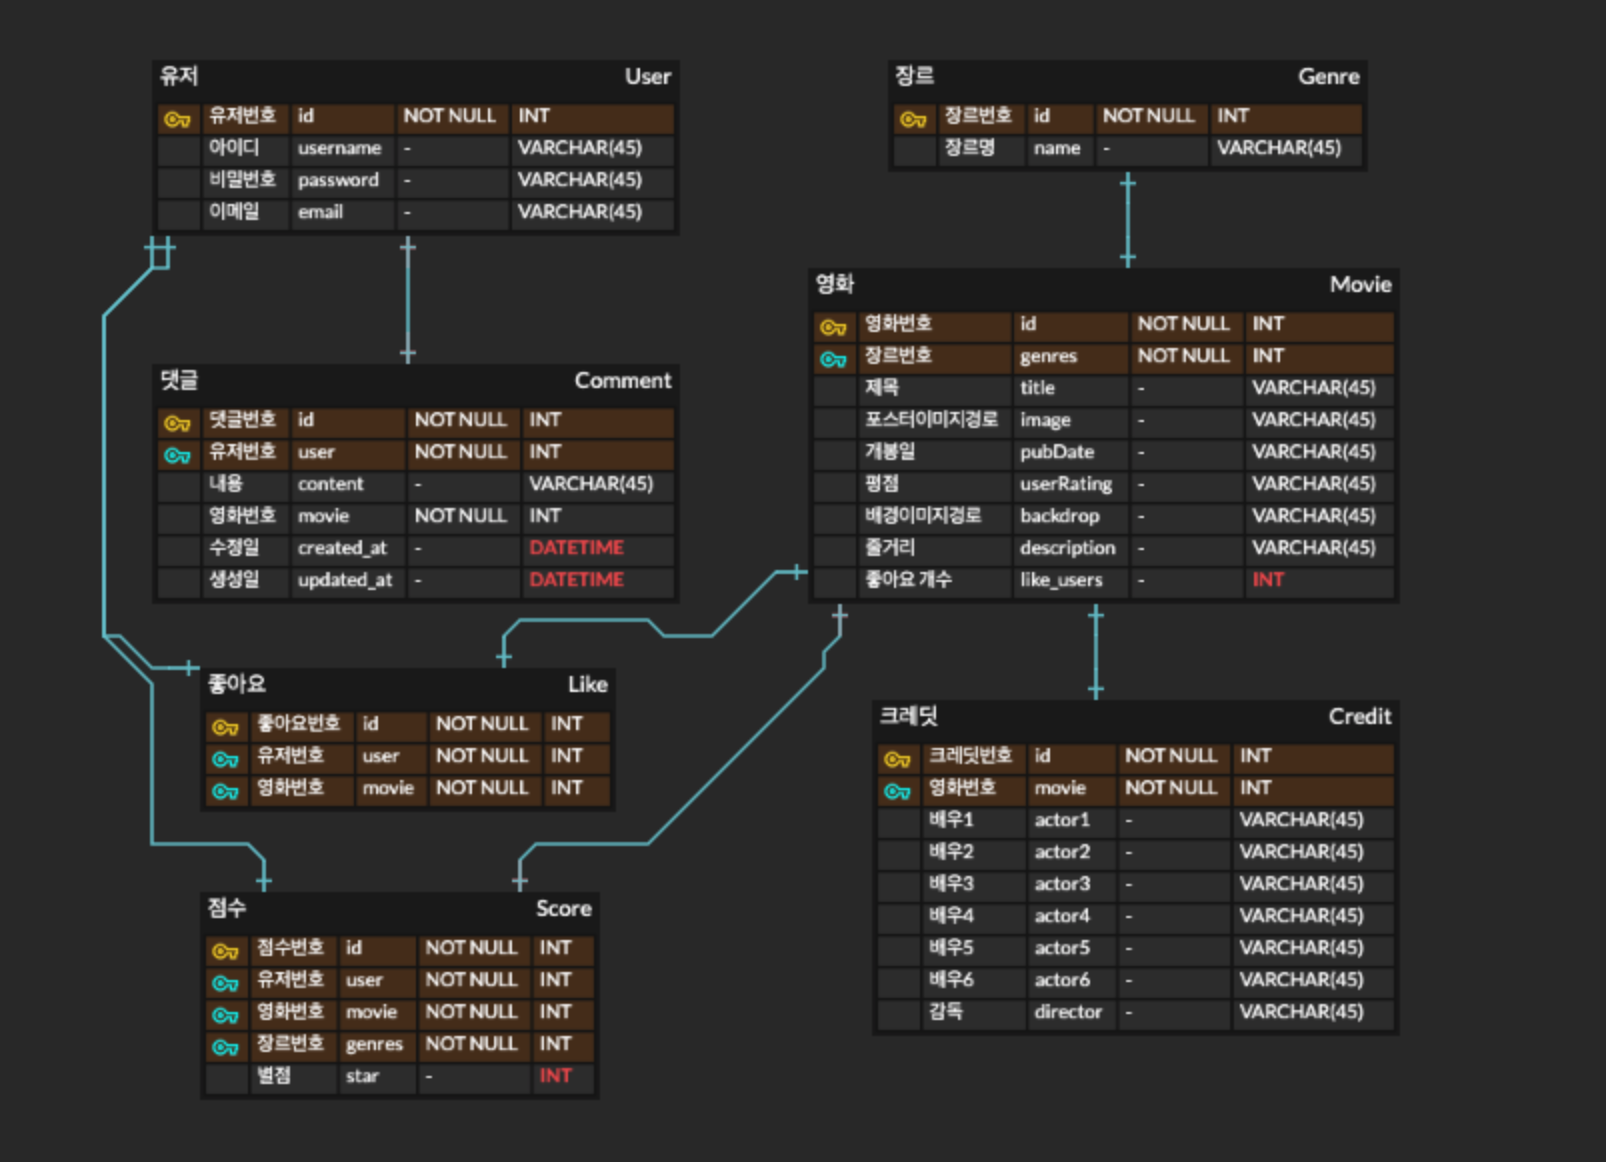 유저 User
유저번호 id NOT NULL INT
아이디 username - VARCHAR(45)
비밀번호 password - VARCHAR(45)
이메일 email - VARCHAR(45)
장르 Genre
장르번호 id NOT NULL INT
장르명 name - VARCHAR(45)
영화 Movie
영화번호 id NOT NULL INT
장르번호 genres NOT NULL INT
제목 title - VARCHAR(45)
포스터이미지경로 image - VARCHAR(45)
개봉일 pubDate - VARCHAR(45)
평점 userRating - VARCHAR(45)
배경이미지경로 backdrop - VARCHAR(45)
줄거리 description - VARCHAR(45)
좋아요 개수 like_users - INT
댓글 Comment
댓글번호 id NOT NULL INT
유저번호 user NOT NULL INT
내용 content - VARCHAR(45)
영화번호 movie NOT NULL INT
수정일 created_at - DATETIME
생성일 updated_at - DATETIME
좋아요 Like
좋아요번호 id NOT NULL INT
유저번호 user NOT NULL INT
영화번호 movie NOT NULL INT
크레딧 Credit
크레딧번호 id NOT NULL INT
영화번호 movie NOT NULL INT
배우1 actor1 - VARCHAR(45)
배우2 actor2 - VARCHAR(45)
배우3 actor3 - VARCHAR(45)
배우4 actor4 - VARCHAR(45)
배우5 actor5 - VARCHAR(45)
배우6 actor6 - VARCHAR(45)
감독 director - VARCHAR(45)
점수 Score
점수번호 id NOT NULL INT
유저번호 user NOT NULL INT
영화번호 movie NOT NULL INT
장르번호 genres NOT NULL INT
별점 star - INT